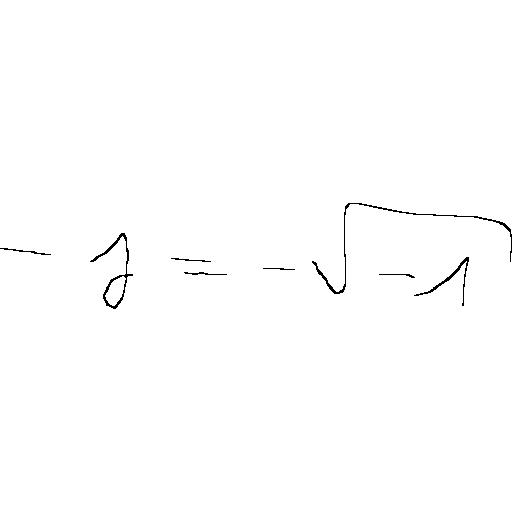 - j = - √-1